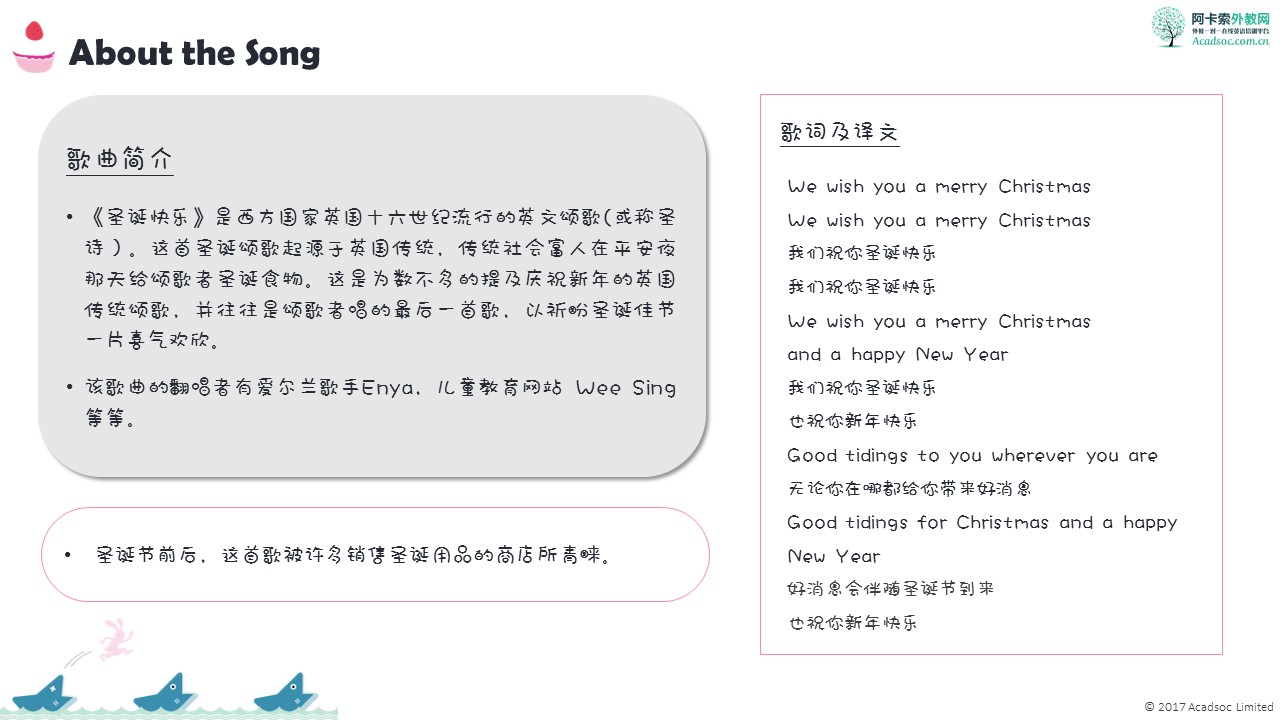 About the Song
阿卡索外教网
外教一对一在线英语培训平台
Acadsoc.com.cn
歌曲简介
• 《圣诞快乐》是西方国家英国十六世纪流行的英文颂歌(或称圣
诗)。这首圣诞颂歌起源于英国传统，传统社会富人在平安夜
那天给颂歌者圣诞食物。这是为数不多的提及庆祝新年的英国
传统颂歌，并往往是颂歌者唱的最后一首歌，以祈盼圣诞佳节
一片喜气欢欣。
• 该歌曲的翻唱者有爱尔兰歌手Enya，儿童教育网站 Wee Sing
等等。
• 圣诞节前后，这首歌被许多销售圣诞用品的商店所青睐。
歌词及译文
We wish you a merry Christmas
We wish you a merry Christmas
我们祝你圣诞快乐
我们祝你圣诞快乐
We wish you a merry Christmas
and a happy New Year
我们祝你圣诞快乐
也祝你新年快乐
Good tidings to you wherever you are
无论你在哪都给你带来好消息
Good tidings for Christmas and a happy
New Year
好消息会伴随圣诞节到来
也祝你新年快乐
© 2017 Acadsoc Limited